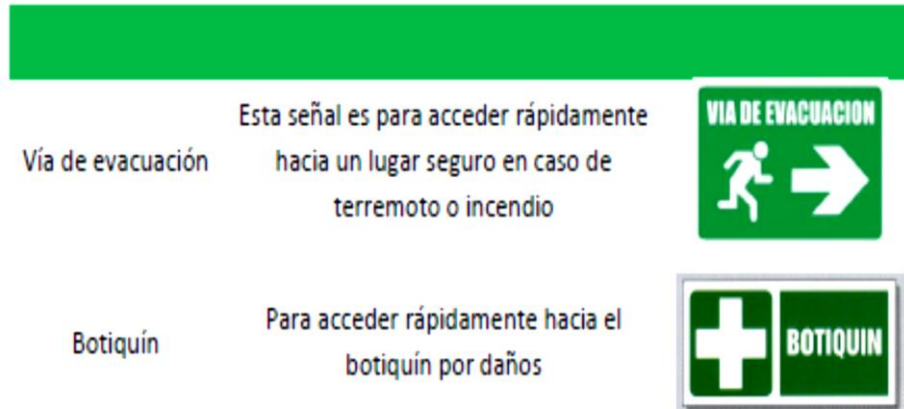 Vía de evacuación
Esta señal es para acceder rápidamente
hacia un lugar seguro en caso de
terremoto o incendio
VIA DE EVACUACION
Botiquín
Para acceder rápidamente hacia el
botiquín por daños
BOTIQUIN